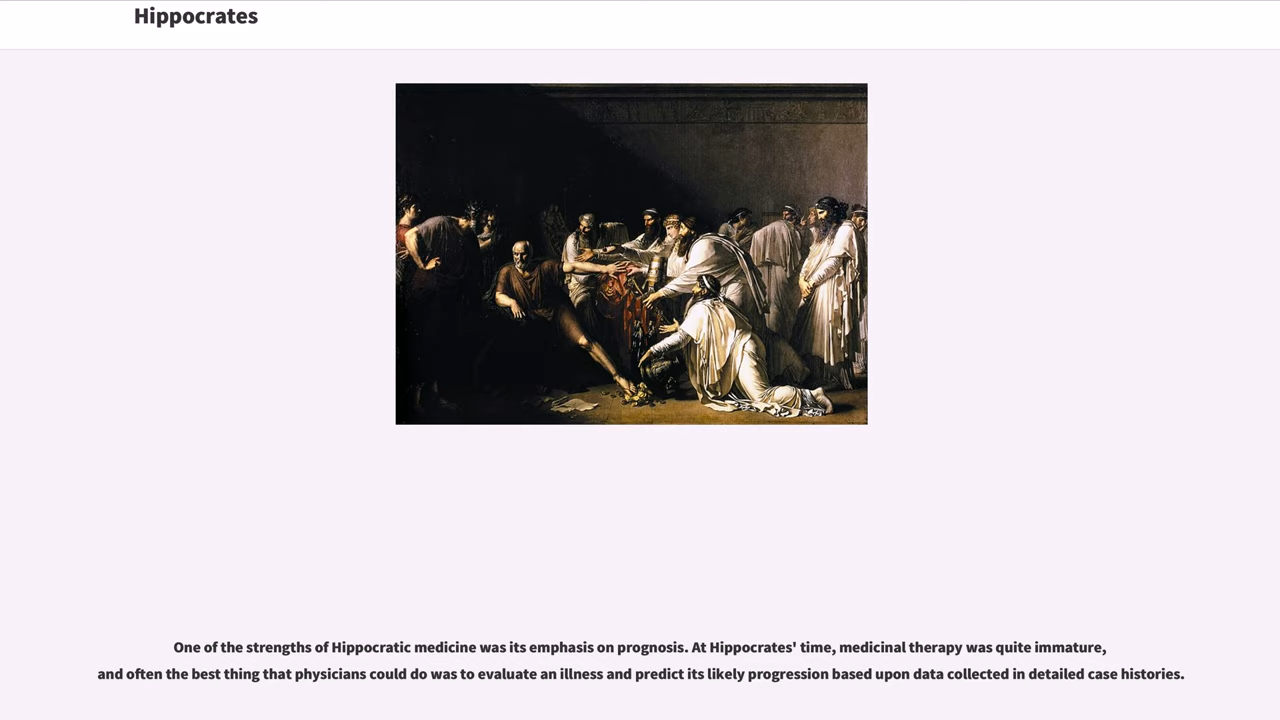 Hippocrates
One of the strengths of Hippocratic medicine was its emphasis on prognosis. At Hippocrates' time, medicinal therapy was quite immature,
and often the best thing that physicians could do was to evaluate an illness and predict its likely progression based upon data collected in detailed case histories.